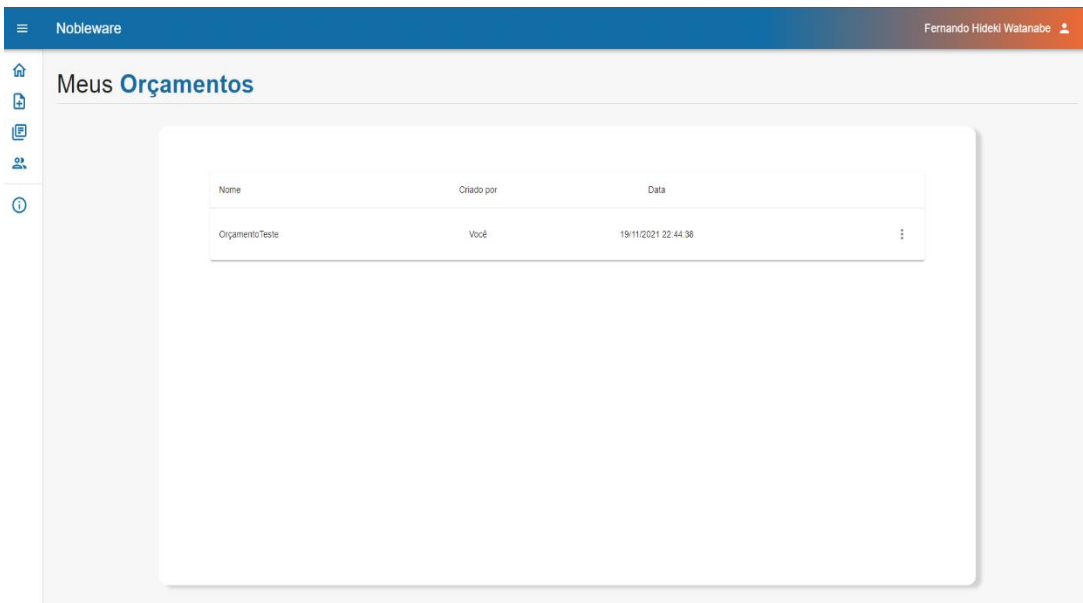 Nobleware
Fernando Hideki Watanabe
Meus Orçamentos
Nome Criado por Data
OrçamentoTeste Você 19/11/2021 22:44:38